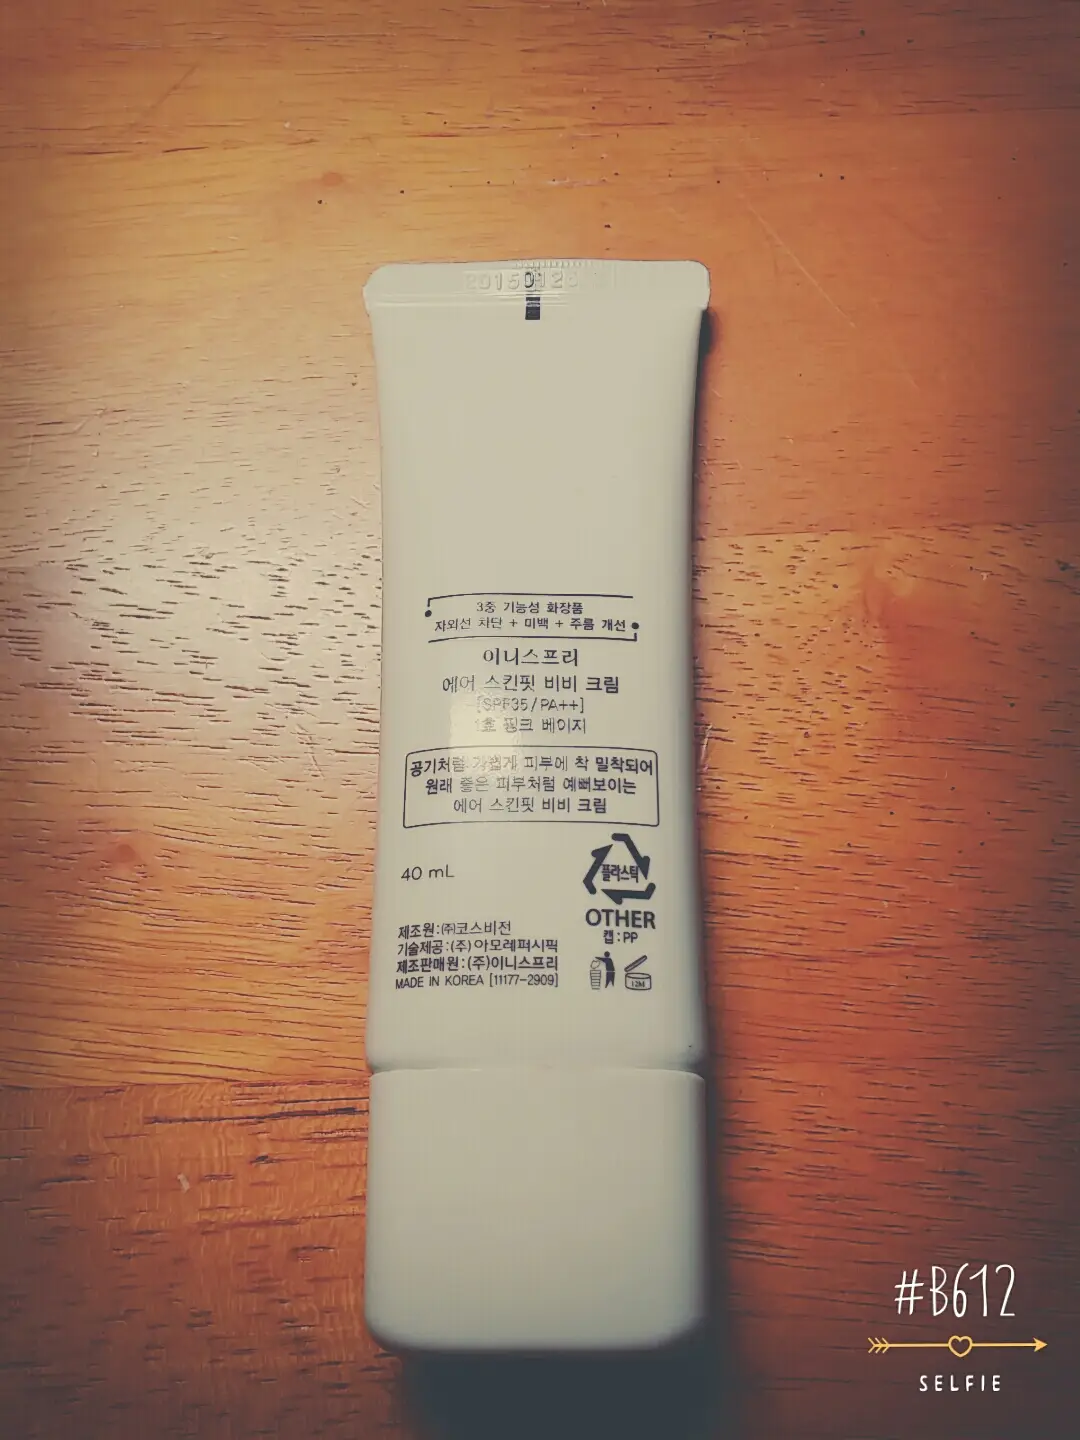 20150126
3중 기능성 화장품
자외선 차단 + 미백 + 주름 개선
이니스프리
에어 스킨핏 비비 크림
[SPF35/PA++]
1호 핑크 베이지
공기처럼 가볍게 피부에 착 밀착되어
원래 좋은 피부처럼 예뻐보이는
에어 스킨핏 비비 크림
40 mL
플라스틱
OTHER
캡:PP
제조원:㈜코스비전
기술제공:(주)아모레퍼시픽
제조판매원:(주)이니스프리
MADE IN KOREA [11177-2909]
12M
#B612
SELFIE